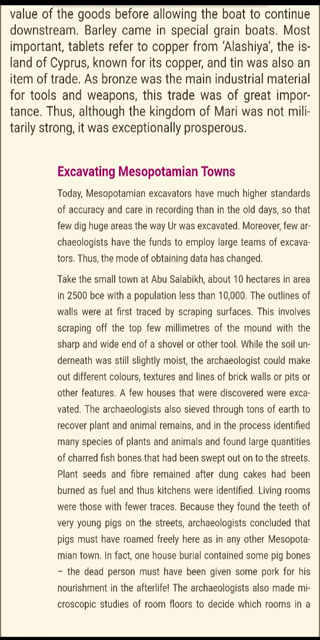 value of the goods before allowing the boat to continue
downstream. Barley came in special grain boats. Most
important, tablets refer to copper from 'Alashiya', the is-
land of Cyprus, known for its copper, and tin was also an
item of trade. As bronze was the main industrial material
for tools and weapons, this trade was of great impor-
tance. Thus, although the kingdom of Mari was not mili-
tarily strong, it was exceptionally prosperous.
Excavating Mesopotamian Towns
Today, Mesopotamian excavators have much higher standards
of accuracy and care in recording than in the old days, so that
few dig huge areas the way Ur was excavated. Moreover, few ar-
chaeologists have the funds to employ large teams of excava-
tors. Thus, the mode of obtaining data has changed.
Take the small town at Abu Salabikh, about 10 hectares in area
in 2500 bce with a population less than 10,000. The outlines of
walls were at first traced by scraping surfaces. This involves
scraping off the top few millimetres of the mound with the
sharp and wide end of a shovel or other tool. While the soil un-
derneath was still slightly moist, the archaeologist could make
out different colours, textures and lines of brick walls or pits or
other features. A few houses that were discovered were exca-
vated. The archaeologists also sieved through tons of earth to
recover plant and animal remains, and in the process identified
many species of plants and animals and found large quantities
of charred fish bones that had been swept out on to the streets.
Plant seeds and fibre remained after dung cakes had been
burned as fuel and thus kitchens were identified. Living rooms
were those with fewer traces. Because they found the teeth of
very young pigs on the streets, archaeologists concluded that
pigs must have roamed freely here as in any other Mesopota-
mian town. In fact, one house burial contained some pig bones
– the dead person must have been given some pork for his
nourishment in the afterlife! The archaeologists also made mi-
croscopic studies of room floors to decide which rooms in a